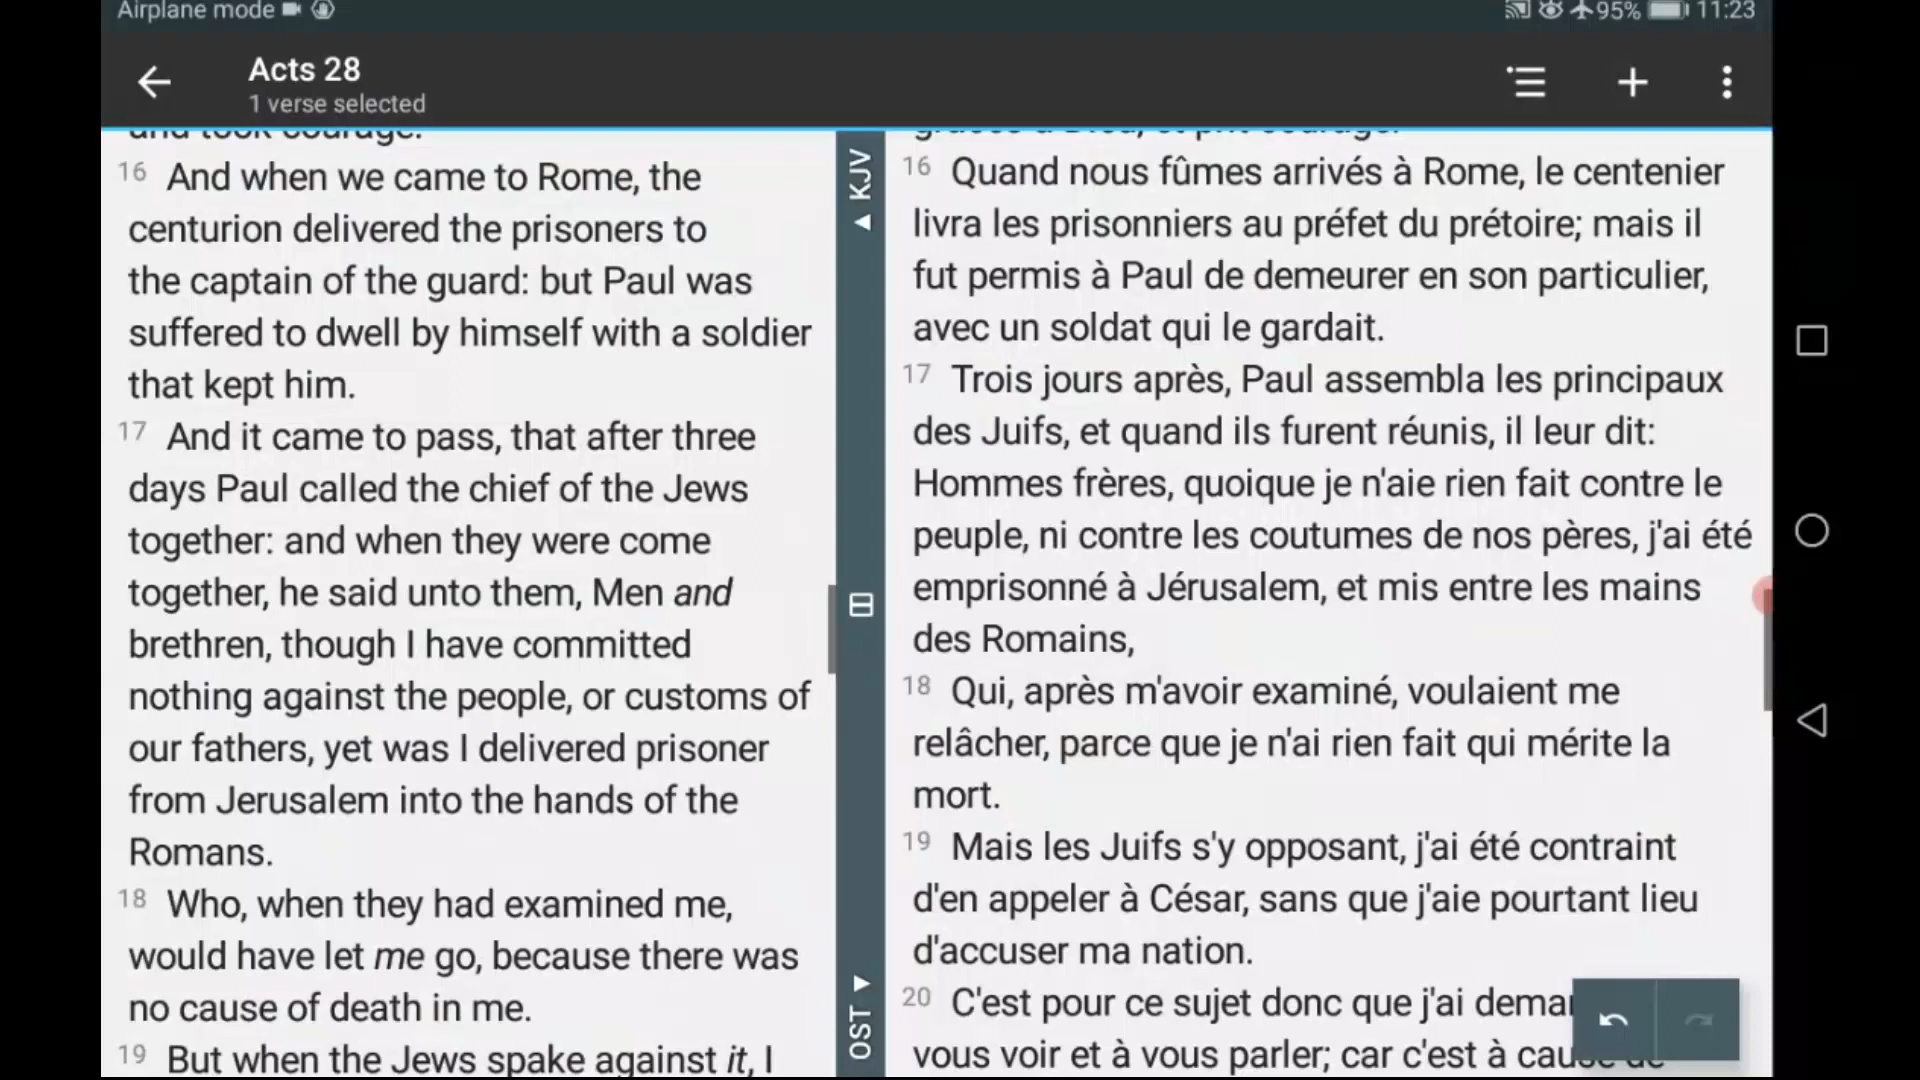 Airplane mode
95%
11:23
Acts 28
1 verse selected
and took courage.
16 And when we came to Rome, the
centurion delivered the prisoners to
the captain of the guard: but Paul was
suffered to dwell by himself with a soldier
that kept him.
17 And it came to pass, that after three
days Paul called the chief of the Jews
together: and when they were come
together, he said unto them, Men and
brethren, though I have committed
nothing against the people, or customs of
our fathers, yet was I delivered prisoner
from Jerusalem into the hands of the
Romans.
18 Who, when they had examined me,
would have let me go, because there was
no cause of death in me.
19 But when the Jews spake against it, I
KJV
OST
grâces à Dieu, et prit courage.
16 Quand nous fûmes arrivés à Rome, le centenier
livra les prisonniers au préfet du prétoire; mais il
fut permis à Paul de demeurer en son particulier,
avec un soldat qui le gardait.
17 Trois jours après, Paul assembla les principaux
des Juifs, et quand ils furent réunis, il leur dit:
Hommes frères, quoique je n'aie rien fait contre le
peuple, ni contre les coutumes de nos pères, j'ai été
emprisonné à Jérusalem, et mis entre les mains
des Romains,
18 Qui, après m'avoir examiné, voulaient me
relâcher, parce que je n'ai rien fait qui mérite la
mort.
19 Mais les Juifs s'y opposant, j'ai été contraint
d'en appeler à César, sans que j'aie pourtant lieu
d'accuser ma nation.
20 C'est pour ce sujet donc que j'ai
vous voir et à vous parler; car c'est à cause de